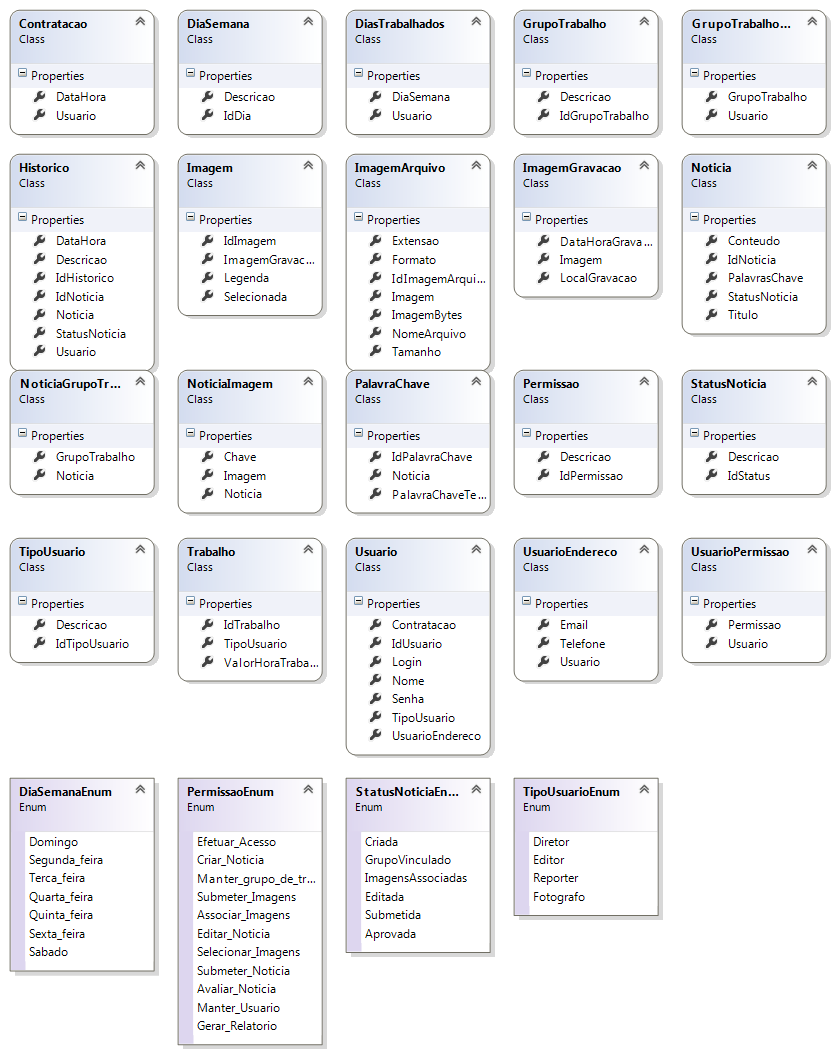 Contratacao
Class
Properties
DataHora
Usuario
DiaSemana
Class
Properties
Descricao
IdDia
DiasTrabalhados
Class
Properties
DiaSemana
Usuario
GrupoTrabalho
Class
Properties
Descricao
IdGrupoTrabalho
GrupoTrabalho...
Class
Properties
GrupoTrabalho
Usuario
Historico
Class
Properties
DataHora
Descricao
IdHistorico
IdNoticia
Noticia
StatusNoticia
Usuario
Imagem
Class
Properties
IdImagem
ImagemGravac...
Legenda
Selecionada
ImagemArquivo
Class
Properties
Extensao
Formato
IdImagemArqui...
Imagem
ImagemBytes
NomeArquivo
Tamanho
ImagemGravacao
Class
Properties
DataHoraGrava...
Imagem
LocalGravacao
Noticia
Class
Properties
Conteudo
IdNoticia
PalavrasChave
StatusNoticia
Titulo
NoticiaGrupoTr...
Class
Properties
GrupoTrabalho
Noticia
NoticiaImagem
Class
Properties
Chave
Imagem
Noticia
PalavraChave
Class
Properties
IdPalavraChave
Noticia
PalavraChaveTe...
Permissao
Class
Properties
Descricao
IdPermissao
StatusNoticia
Class
Properties
Descricao
IdStatus
TipoUsuario
Class
Properties
Descricao
IdTipoUsuario
Trabalho
Class
Properties
IdTrabalho
TipoUsuario
ValorHoraTraba...
Usuario
Class
Properties
Contratacao
IdUsuario
Login
Nome
Senha
TipoUsuario
UsuarioEndereco
UsuarioEndereco
Class
Properties
Email
Telefone
Usuario
UsuarioPermissao
Class
Properties
Permissao
Usuario
DiaSemanaEnum
Enum
Domingo
Segunda_feira
Terca_feira
Quarta_feira
Quinta_feira
Sexta_feira
Sabado
PermissaoEnum
Enum
Efetuar_Acesso
Criar_Noticia
Manter_grupo_de_tr...
Submeter_Imagens
Associar_Imagens
Editar_Noticia
Selecionar_Imagens
Submeter_Noticia
Avaliar_Noticia
Manter_Usuario
Gerar_Relatorio
StatusNoticiaEn...
Enum
Criada
GrupoVinculado
ImagensAssociadas
Editada
Submetida
Aprovada
TipoUsuarioEnum
Enum
Diretor
Editor
Reporter
Fotografo